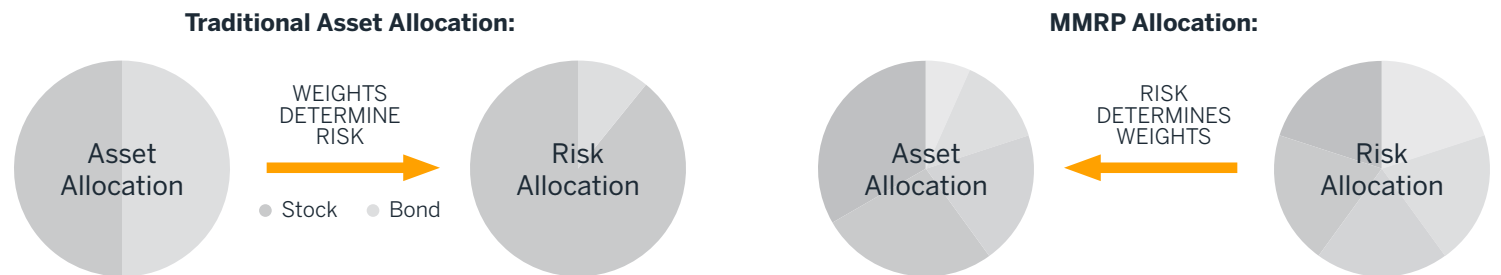 Traditional Asset Allocation:
Asset
Allocation
WEIGHTS
DETERMINE
RISK
Stock
Bond
Risk
Allocation
MMRP Allocation:
Asset
Allocation
RISK
DETERMINES
WEIGHTS
Risk
Allocation